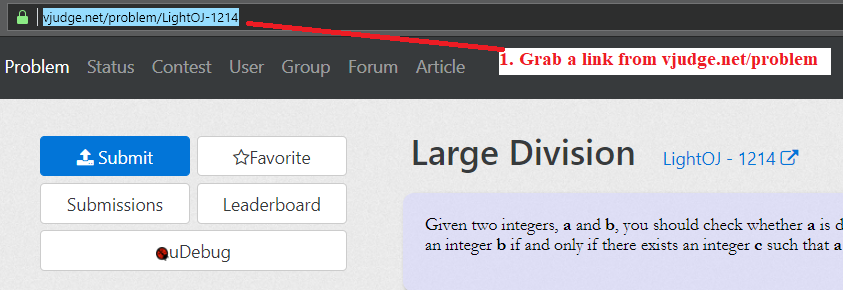 vjudge.net/problem/LightOJ-1214
1. Grab a link from vjudge.net/problem
Problem Status Contest User Group Forum Article
Submit Favorite
Large Division LightOJ - 1214
Submissions Leaderboard
uDebug
Given two integers, a and b, you should check whether a is d
an integer b if and only if there exists an integer c such that a